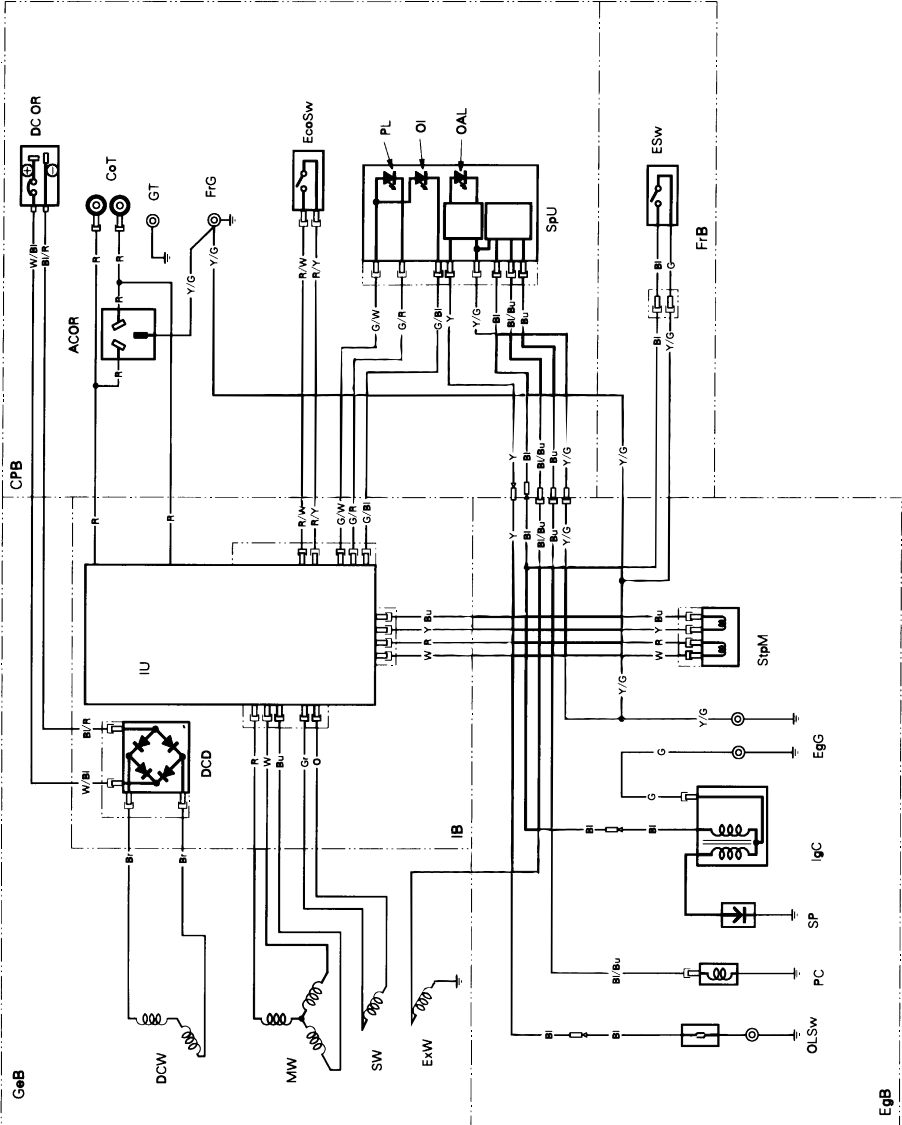 DC OR
CoT
GT
FrG
EcoSw
PL
OI
OAL
SpU
ESw
FrB
ACOR
CPB
W/Bl
Bl/R
R
R
R
R
Y/G
Y/G
R/W
R/Y
G/W
G/R
G/Bl
Y
Y/G
Bl
Bl/Bu
Bu
Bl
G
Bl
Y/G
Y
Bl
Bl/Bu
Bu
Y/G
Y/G
R
R
R/W
R/Y
G/W
G/R
G/Bl
Y
Bl
Bl/Bu
Bu
Y/G
IU
Bu
Y
R
W
Bu
Y
R
W
StpM
Bl/R
W/Bl
DCD
R
W
Bu
Gr
O
Y/G
Y/G
EgG
G
G
IB
Br
Br
Bl
Bl
IgC
SP
Bl/Bu
PC
Bl
Bl
OLSw
DCW
MW
SW
ExW
GeB
EgB